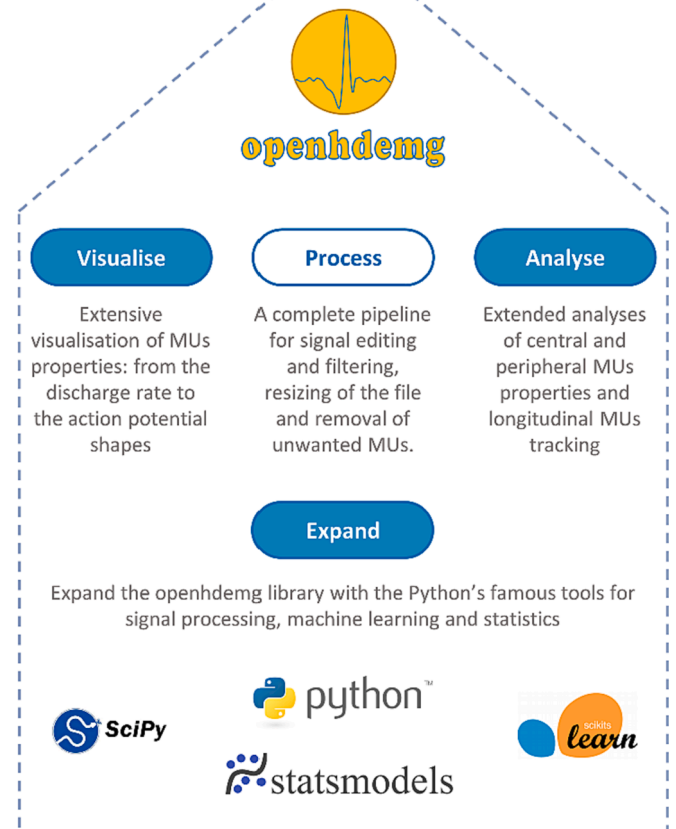 openhdemg
Visualise
Extensive
visualisation of MUs
properties: from the
discharge rate to
the action potential
shapes
Process
A complete pipeline
for signal editing
and filtering,
resizing of the file
and removal of
unwanted MUs.
Analyse
Extended analyses
of central and
peripheral MUs
properties and
longitudinal MUs
tracking
Expand
Expand the openhdemg library with the Python's famous tools for
signal processing, machine learning and statistics
python™
SciPy
scikits
learn
statsmodels